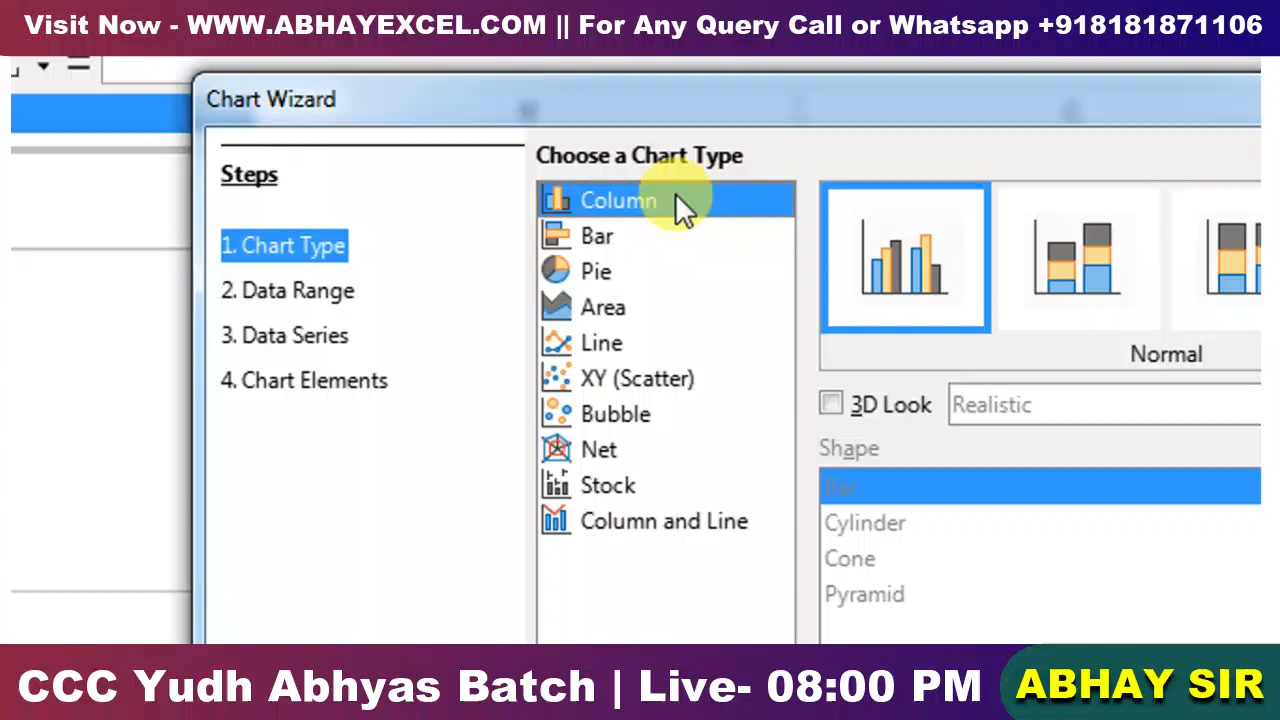 Visit Now - WWW.ABHAYEXCEL.COM || For Any Query Call or Whatsapp +918181871106
Chart Wizard
Steps
1. Chart Type
2. Data Range
3. Data Series
4. Chart Elements
Choose a Chart Type
Column
Bar
Pie
Area
Line
XY (Scatter)
Bubble
Net
Stock
Column and Line
Normal
3D Look
Realistic
Shape
Bar
Cylinder
Cone
Pyramid
CCC Yudh Abhyas Batch | Live- 08:00 PM
ABHAY SIR